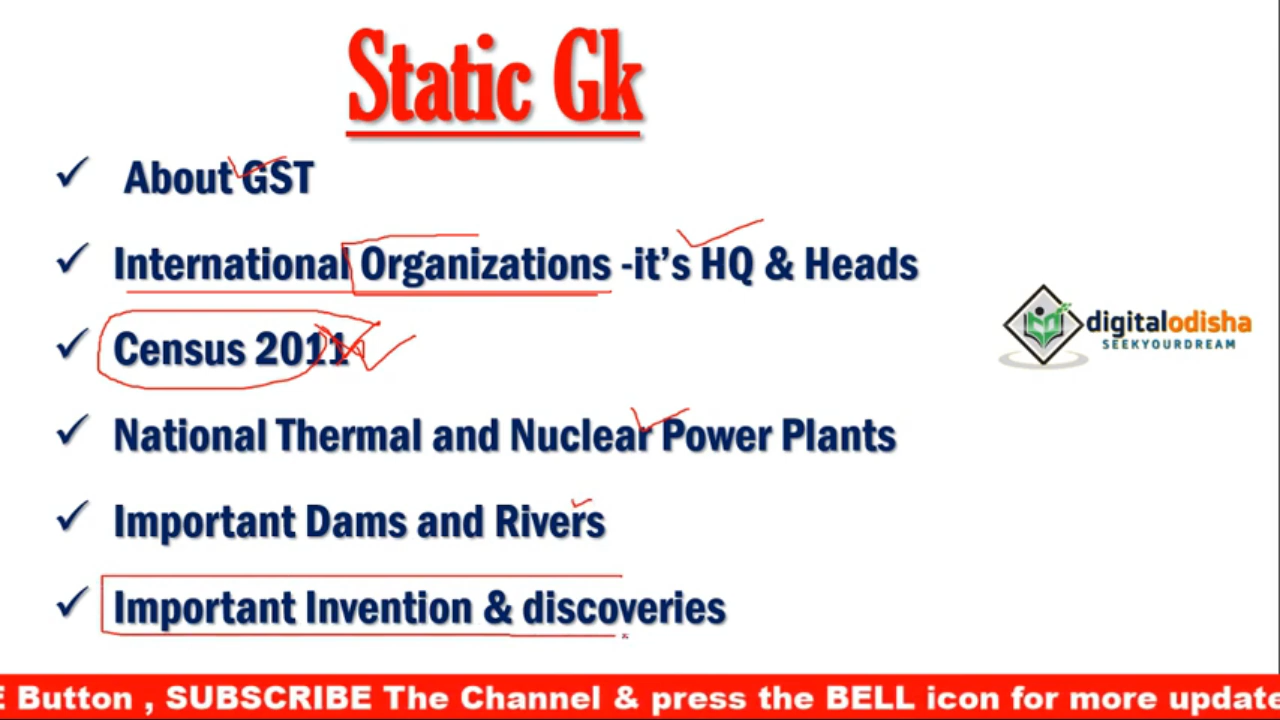 Static Gk
✓ About GST
✓ International Organizations -it's HQ & Heads
✓ Census 2011
✓ National Thermal and Nuclear Power Plants
✓ Important Dams and Rivers
✓ Important Invention & discoveries
digitalodisha
SEEKYOURDREAM
E Button , SUBSCRIBE The Channel & press the BELL icon for more update